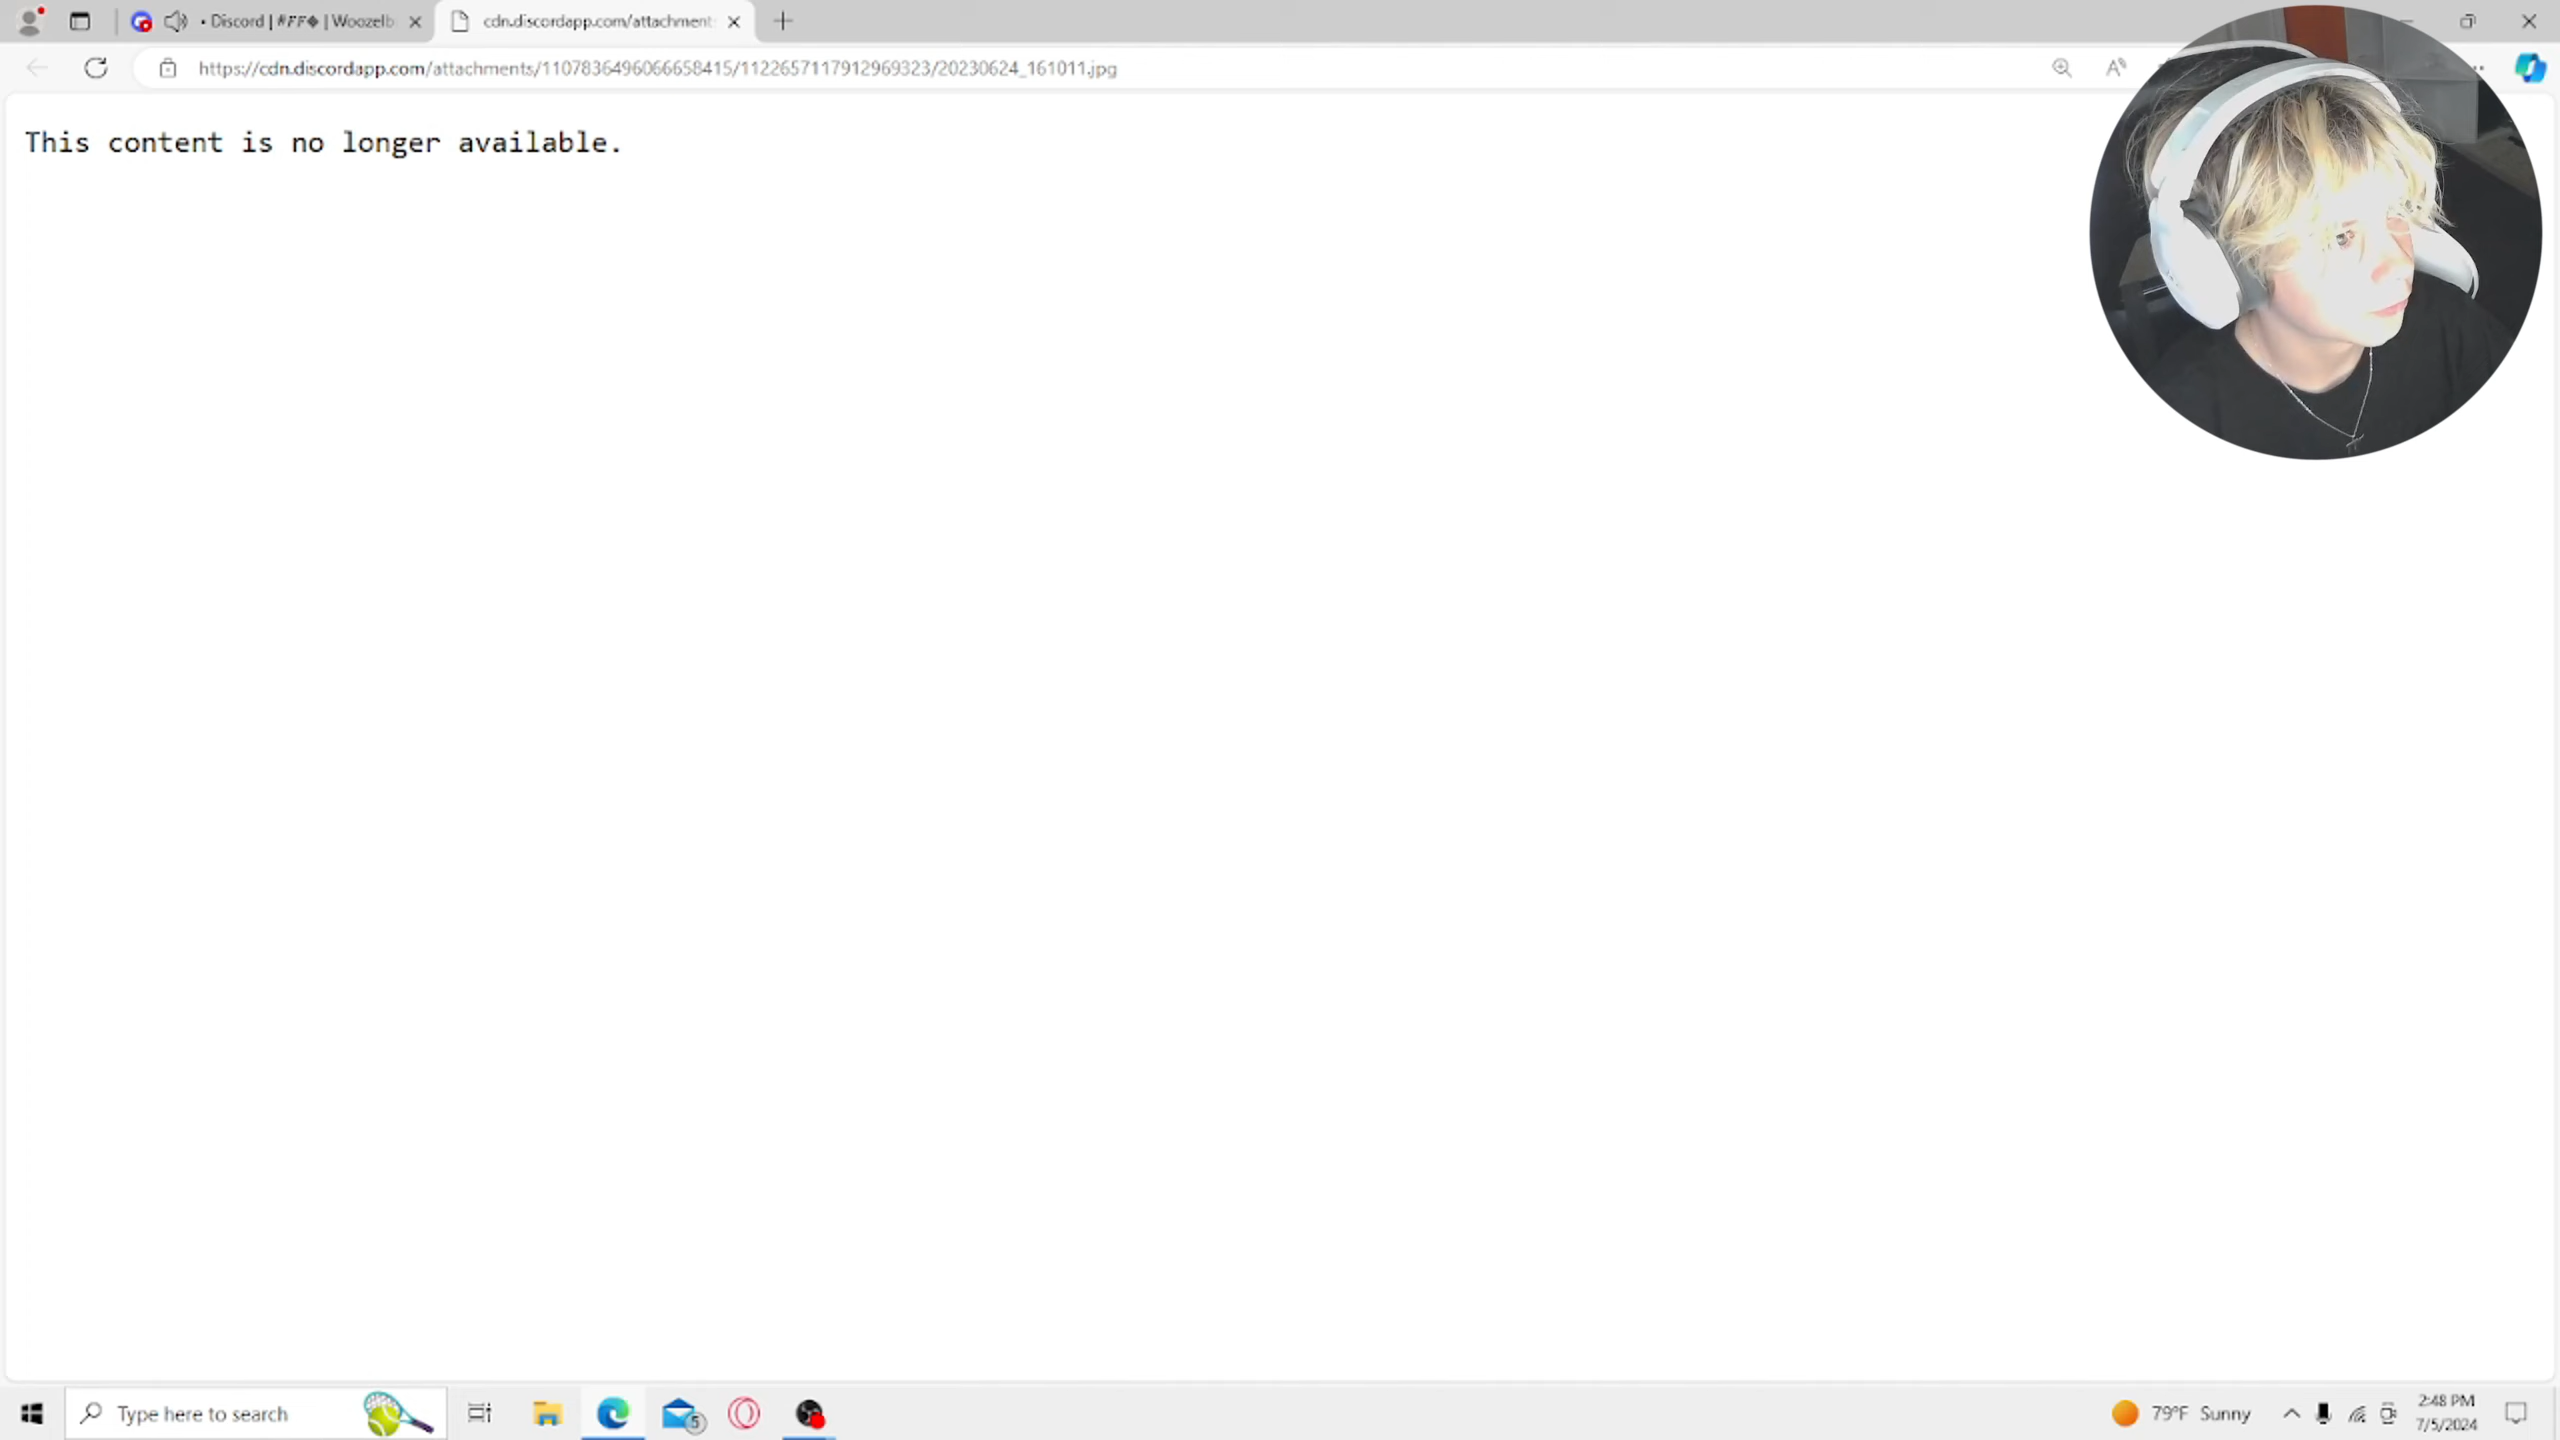 • Discord | #FF� | Woozelb
cdn.discordapp.com/attachment
https://cdn.discordapp.com/attachments/1107836496066658415/1122657117912969323/20230624_161011.jpg
This content is no longer available.
Type here to search
5
79°F Sunny
2:48 PM
7/5/2024